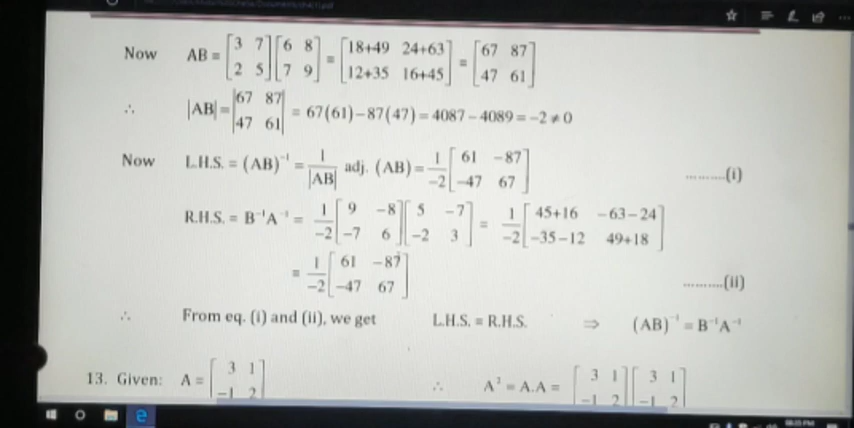 Now AB = [3 7; 2 5][6 8; 7 9] = [18+49 24+63; 12+35 16+45] = [67 87; 47 61]
∴ |AB| = |67 87; 47 61| = 67(61)−87(47) = 4087−4089 = −2 ≠ 0
Now L.H.S. = (AB)⁻¹ = 1/|AB| adj. (AB) = 1/−2 [61 −87; −47 67] ..........(i)
R.H.S. = B⁻¹A⁻¹ = 1/−2 [9 −8; −7 6][5 −7; −2 3] = 1/−2 [45+16 −63−24; −35−12 49+18]
= 1/−2 [61 −87; −47 67] ..........(ii)
∴ From eq. (i) and (ii), we get L.H.S. = R.H.S. ⇒ (AB)⁻¹ = B⁻¹A⁻¹
13. Given: A = [3 1; −1 2] ∴ A² = A.A = [3 1; −1 2][3 1; −1 2]